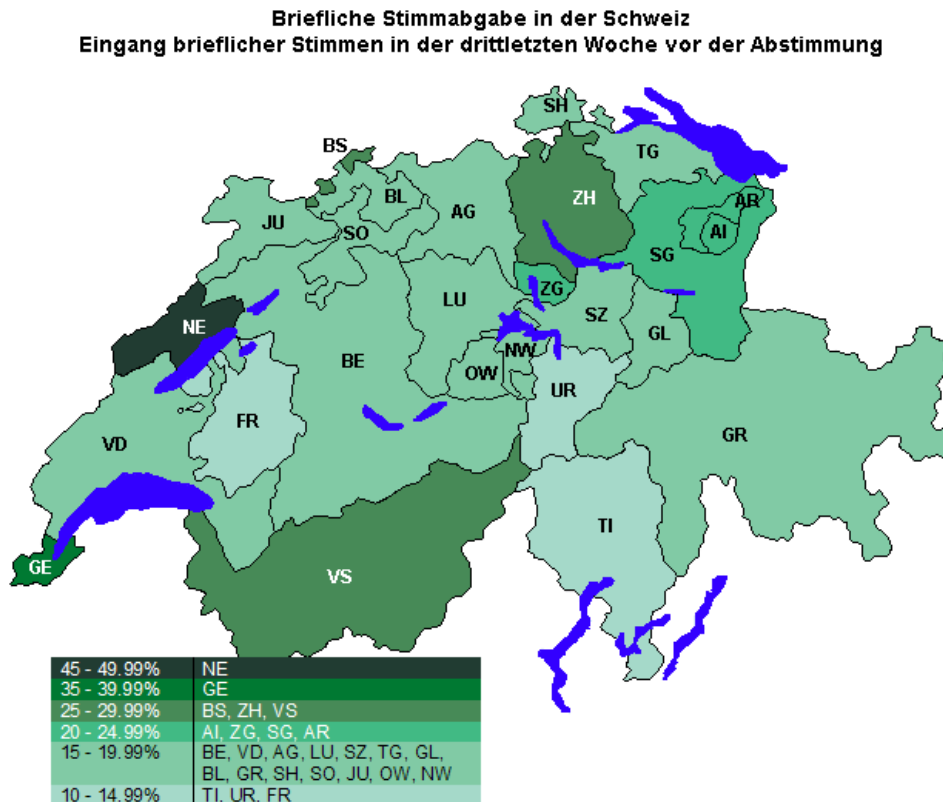 Briefliche Stimmabgabe in der Schweiz
Eingang brieflicher Stimmen in der drittletzten Woche vor der Abstimmung
SH
BS
TG
BL
ZH
AR
AG
JU
SO
AI
SG
ZG
LU
SZ
NE
NW
GL
BE
OW
UR
FR
GR
VD
TI
GE
VS
45 - 49.99% NE
35 - 39.99% GE
25 - 29.99% BS, ZH, VS
20 - 24.99% AI, ZG, SG, AR
15 - 19.99% BE, VD, AG, LU, SZ, TG, GL,
BL, GR, SH, SO, JU, OW, NW
10 - 14.99% TI, UR, FR